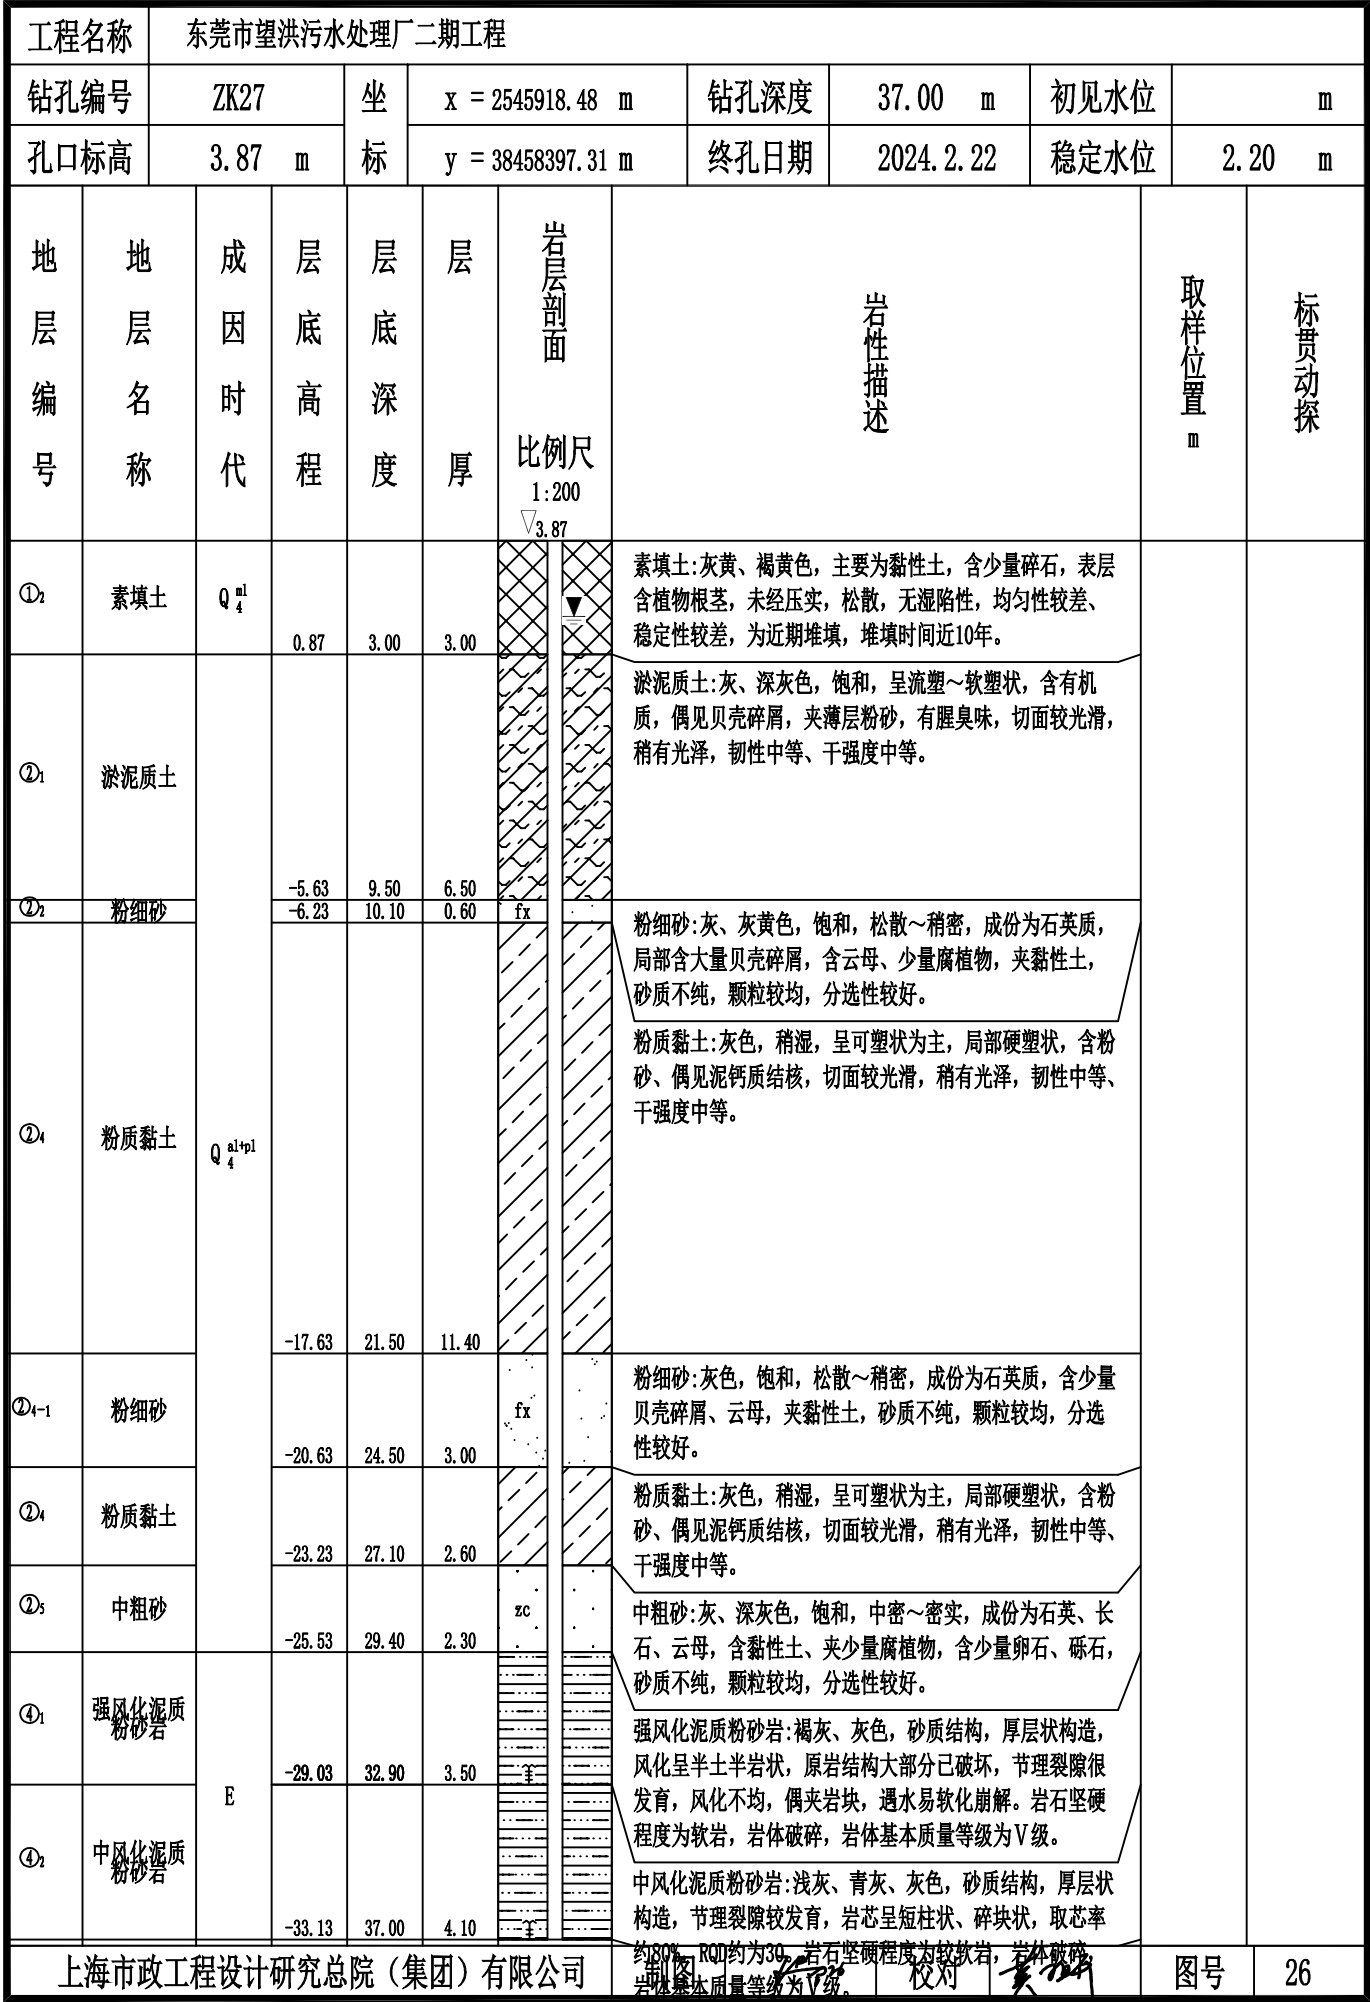 工程名称 东莞市望洪污水处理厂二期工程
钻孔编号 ZK27 坐标 x = 2545918.48 m 钻孔深度 37.00 m 初见水位 m
孔口标高 3.87 m y = 38458397.31 m 终孔日期 2024.2.22 稳定水位 2.20 m
地层编号 地层名称 成因时代 层底高程 层底深度 层厚 岩层剖面 比例尺 1:200 岩性描述 取样位置 m 标贯动探
3.87
①2 素填土 Q4ml 0.87 3.00 3.00
素填土:灰黄、褐黄色，主要为黏性土，含少量碎石，表层
含植物根茎，未经压实，松散，无湿陷性，均匀性较差、
稳定性较差，为近期堆填，堆填时间近10年。
②1 淤泥质土 -5.63 9.50 6.50
淤泥质土:灰、深灰色，饱和，呈流塑～软塑状，含有机
质，偶见贝壳碎屑，夹薄层粉砂，有腥臭味，切面较光滑，
稍有光泽，韧性中等、干强度中等。
②2 粉细砂 -6.23 10.10 0.60 fx
粉细砂:灰、灰黄色，饱和，松散～稍密，成份为石英质，
局部含大量贝壳碎屑，含云母、少量腐植物，夹黏性土，
砂质不纯，颗粒较均，分选性较好。
②4 粉质黏土 Q4al+pl -17.63 21.50 11.40
粉质黏土:灰色，稍湿，呈可塑状为主，局部硬塑状，含粉
砂、偶见泥钙质结核，切面较光滑，稍有光泽，韧性中等、
干强度中等。
②4-1 粉细砂 -20.63 24.50 3.00 fx
粉细砂:灰色，饱和，松散～稍密，成份为石英质，含少量
贝壳碎屑、云母，夹黏性土，砂质不纯，颗粒较均，分选
性较好。
②4 粉质黏土 -23.23 27.10 2.60
粉质黏土:灰色，稍湿，呈可塑状为主，局部硬塑状，含粉
砂、偶见泥钙质结核，切面较光滑，稍有光泽，韧性中等、
干强度中等。
②5 中粗砂 -25.53 29.40 2.30 zc
中粗砂:灰、深灰色，饱和，中密～密实，成份为石英、长
石、云母，含黏性土、夹少量腐植物，含少量卵石、砾石，
砂质不纯，颗粒较均，分选性较好。
④1 强风化泥质
粉砂岩 E -29.03 32.90 3.50
强风化泥质粉砂岩:褐灰、灰色，砂质结构，厚层状构造，
风化呈半土半岩状，原岩结构大部分已破坏，节理裂隙很
发育，风化不均，偶夹岩块，遇水易软化崩解。岩石坚硬
程度为软岩，岩体破碎，岩体基本质量等级为Ⅴ级。
④2 中风化泥质
粉砂岩 -33.13 37.00 4.10
中风化泥质粉砂岩:浅灰、青灰、灰色，砂质结构，厚层状
构造，节理裂隙较发育，岩芯呈短柱状、碎块状，取芯率
约80%，RQD约为30。岩石坚硬程度为较软岩，岩体破碎，
岩体基本质量等级为Ⅴ级。
上海市政工程设计研究总院（集团）有限公司 制图 校对 图号 26